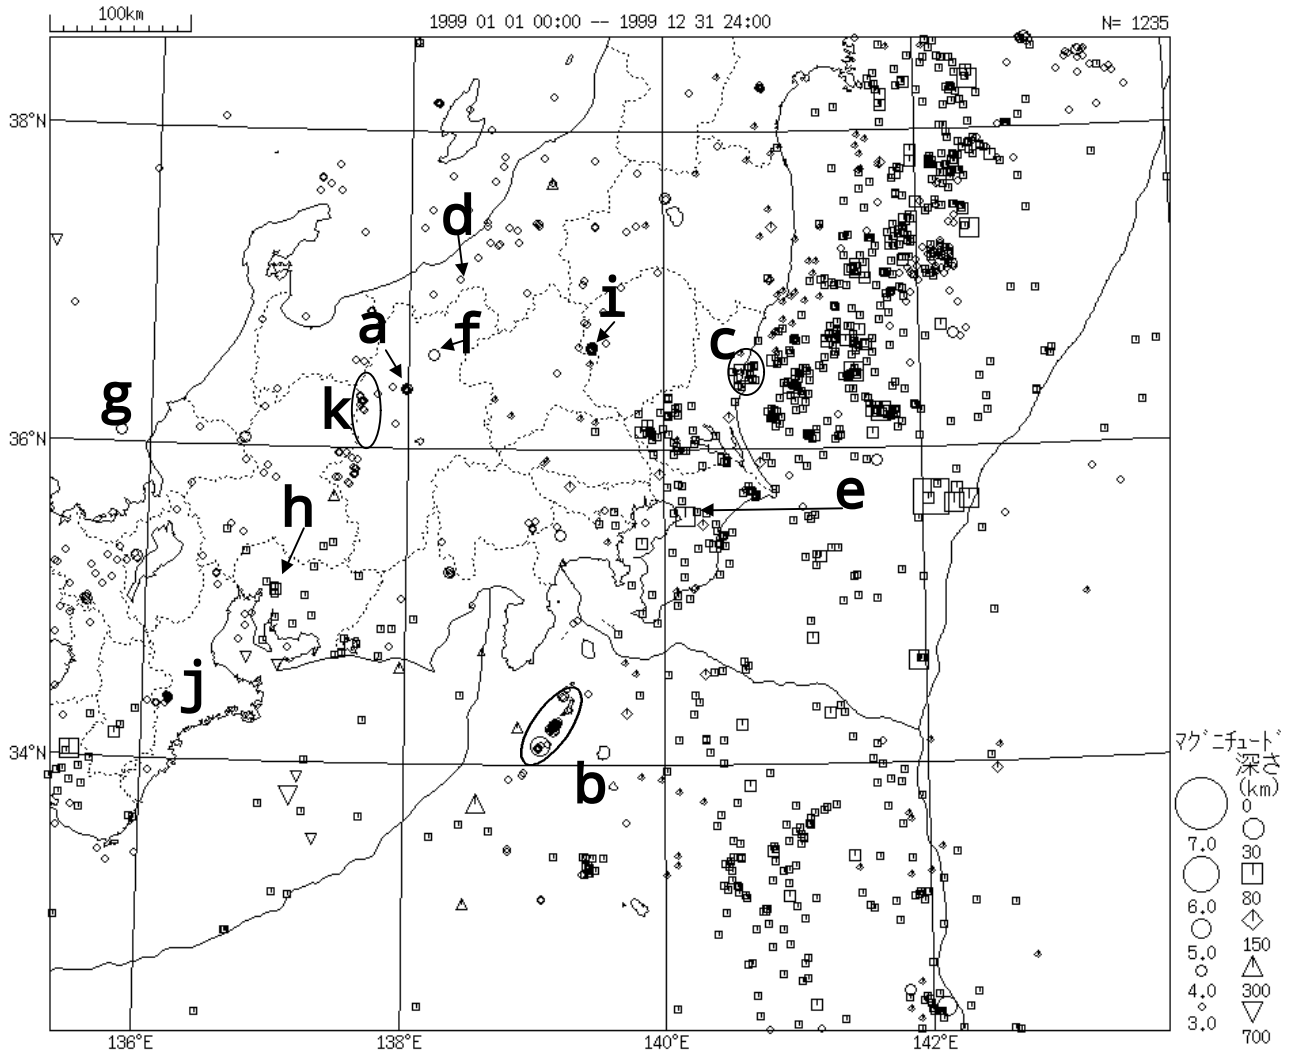 100km
1999 01 01 00:00 -- 1999 12 31 24:00
N= 1235
38°N
d
i
a
f
c
g
k
36°N
e
h
j
34°N
b
ﾏｸﾞﾆﾁｭｰﾄﾞ
深さ
(km)
0
7.0
30
6.0
80
5.0
150
4.0
300
3.0
700
136°E
138°E
140°E
142°E